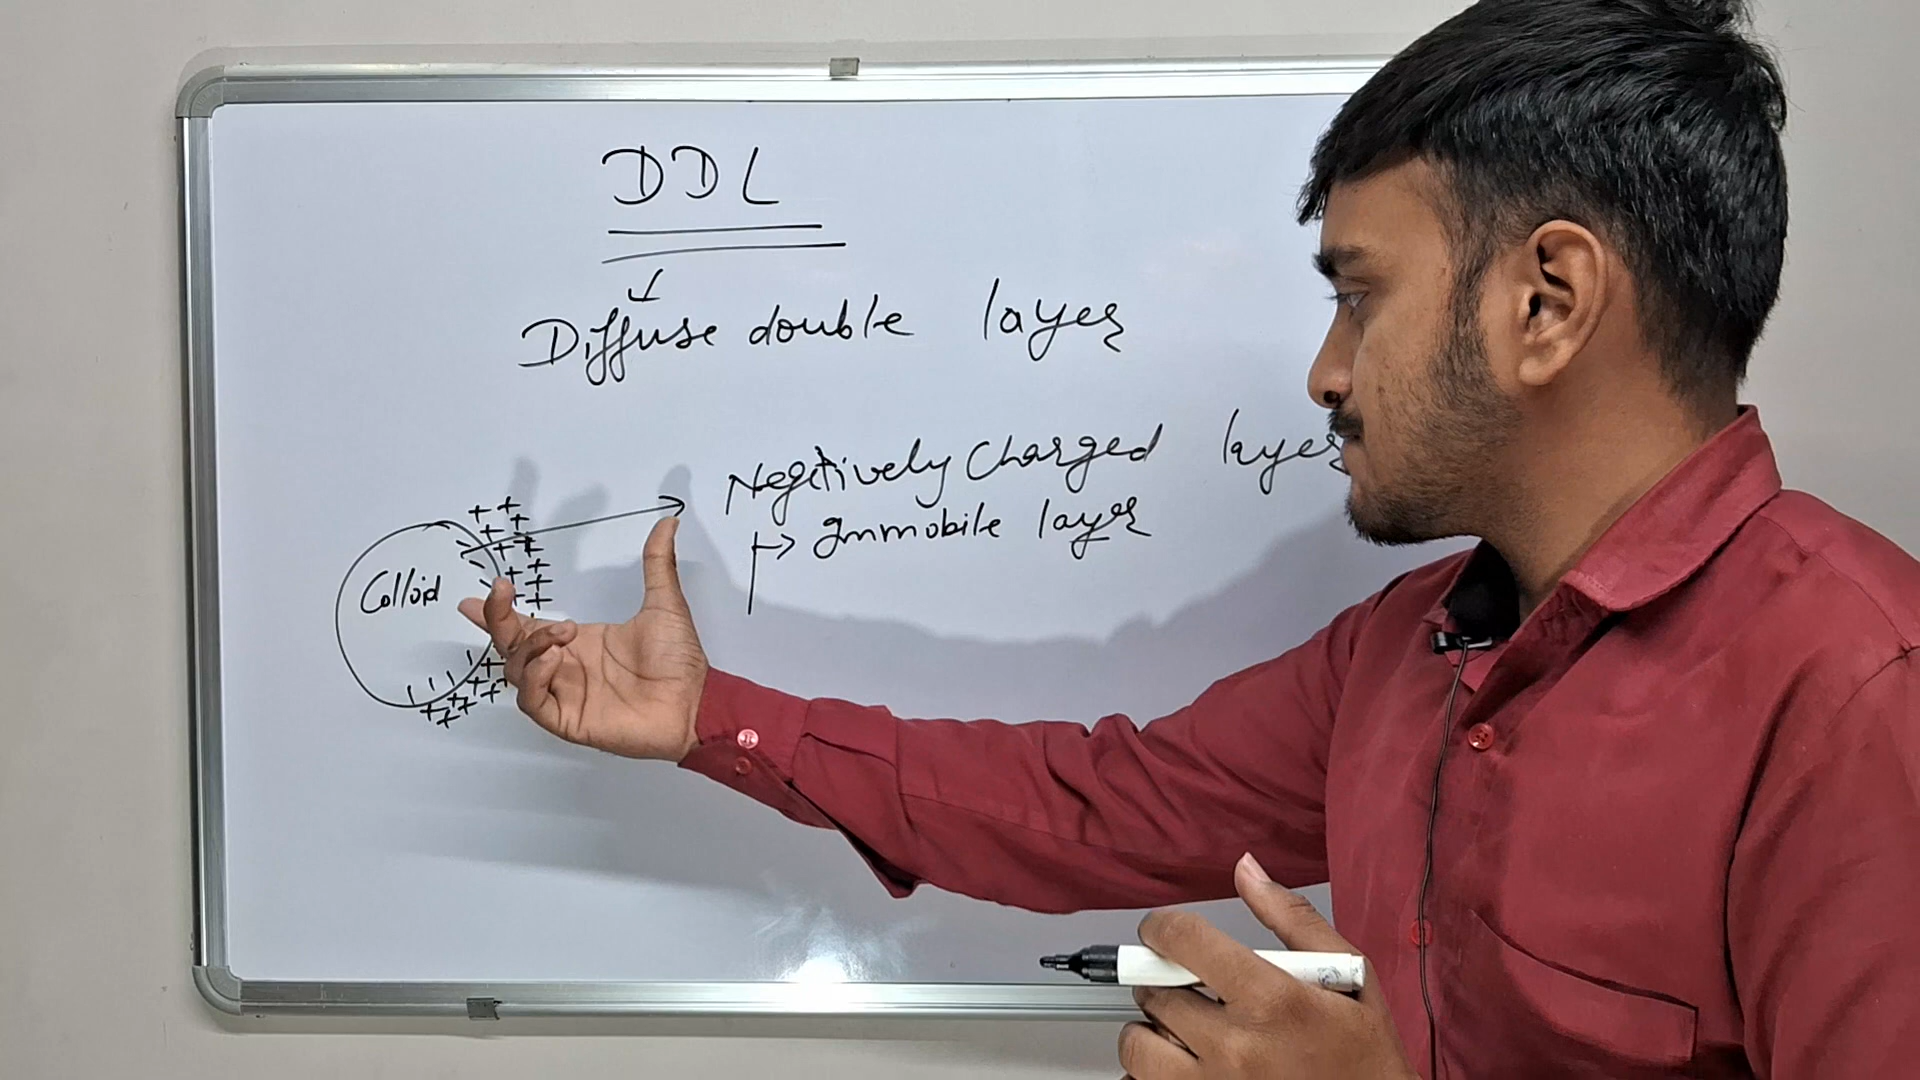 DDL
Diffuse double layer
Negitively Charged layer
Immobile layer
Colloid